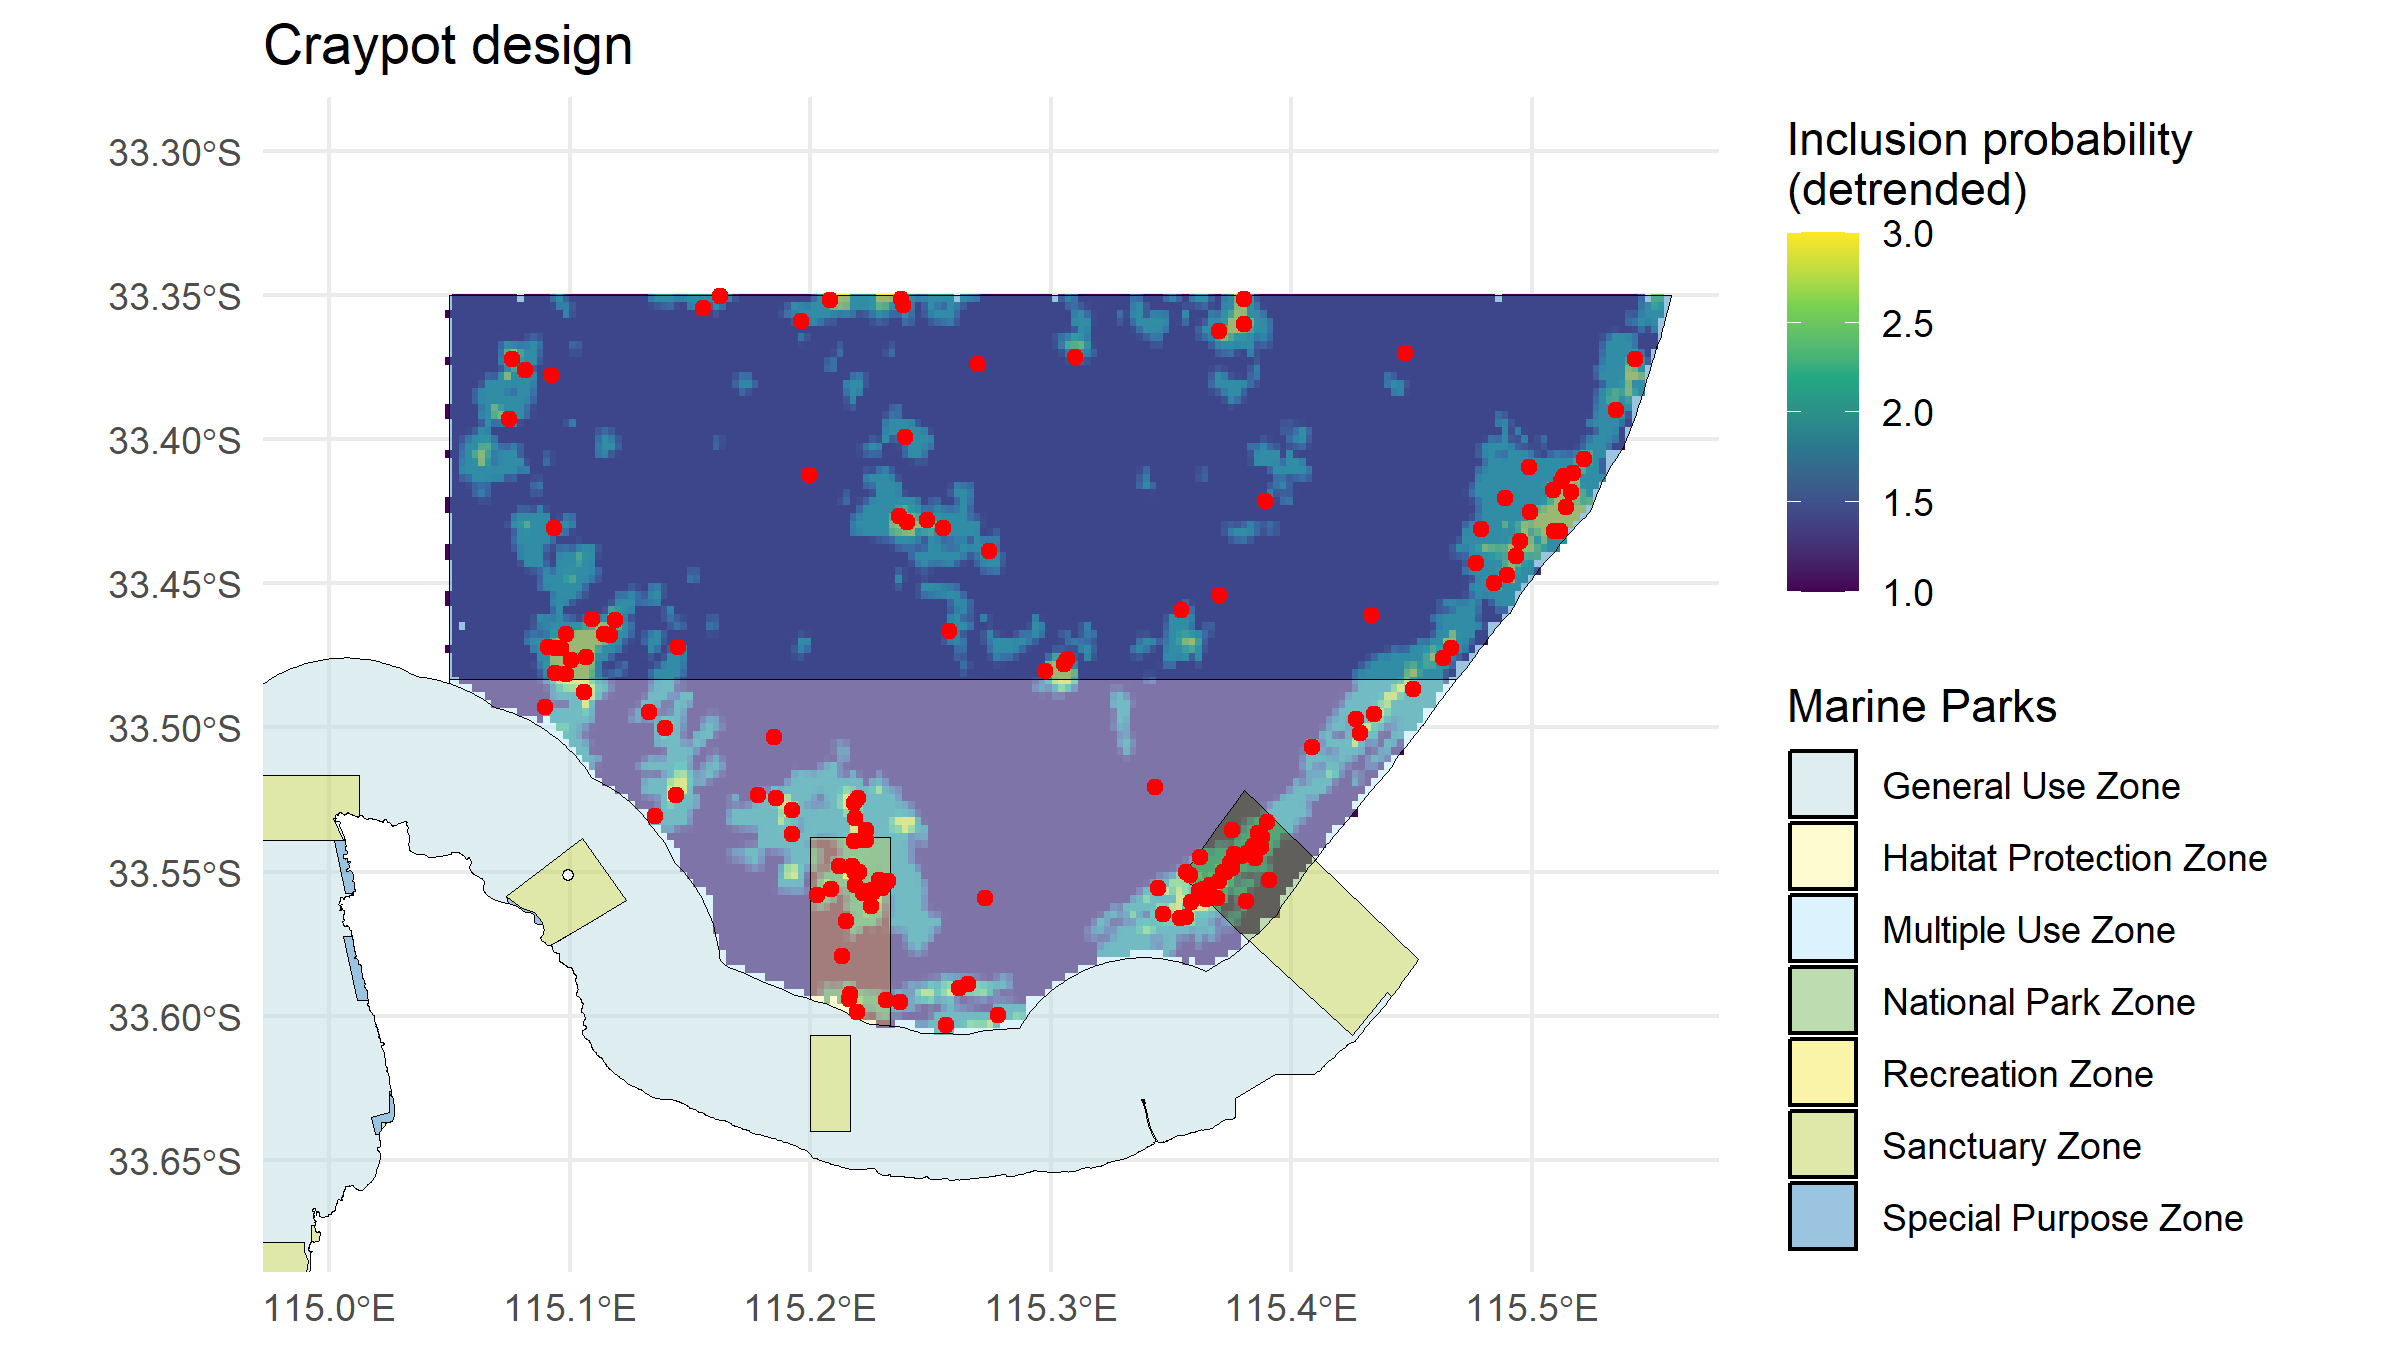 Craypot design
33.30°S
33.35°S
33.40°S
33.45°S
33.50°S
33.55°S
33.60°S
33.65°S
115.0°E
115.1°E
115.2°E
115.3°E
115.4°E
115.5°E
Inclusion probability
(detrended)
3.0
2.5
2.0
1.5
1.0
Marine Parks
General Use Zone
Habitat Protection Zone
Multiple Use Zone
National Park Zone
Recreation Zone
Sanctuary Zone
Special Purpose Zone